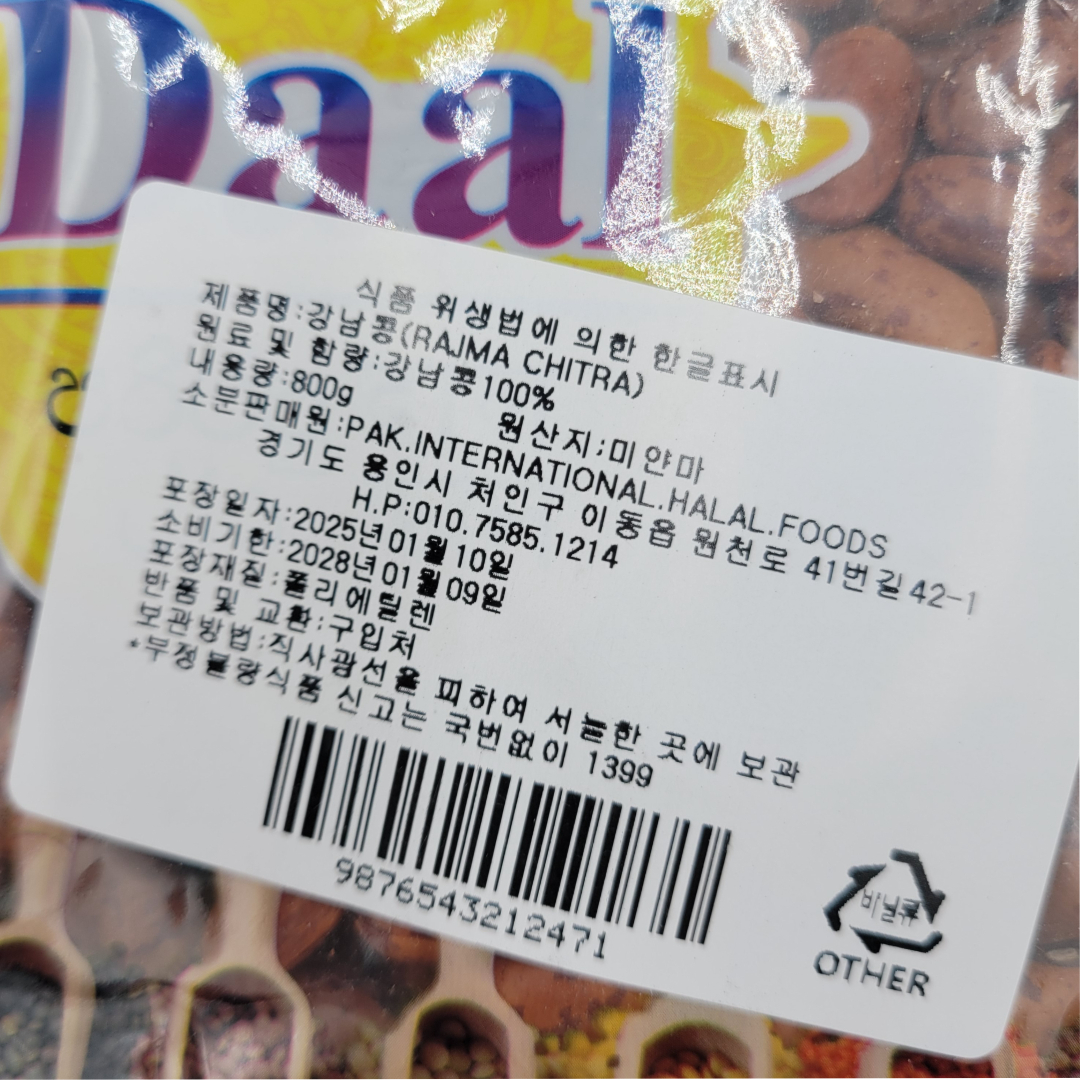 Daal
식품 위생법에 의한 한글표시
제품명:강남콩(RAJMA CHITRA)
원료 및 함량:강남콩100%
내용량:800g 원산지;미얀마
소분판매원:PAK.INTERNATIONAL.HALAL.FOODS
경기도 용인시 처인구 이동읍 원천로 41번길42-1
H.P:010.7585.1214
포장일자:2025년01월10일
소비기한:2028년01월09일
포장재질:폴리에틸렌
반품 및 교환:구입처
보관방법:직사광선을 피하여 서늘한 곳에 보관
*부정불량식품 신고는 국번없이 1399
9876543212471
비닐류
OTHER